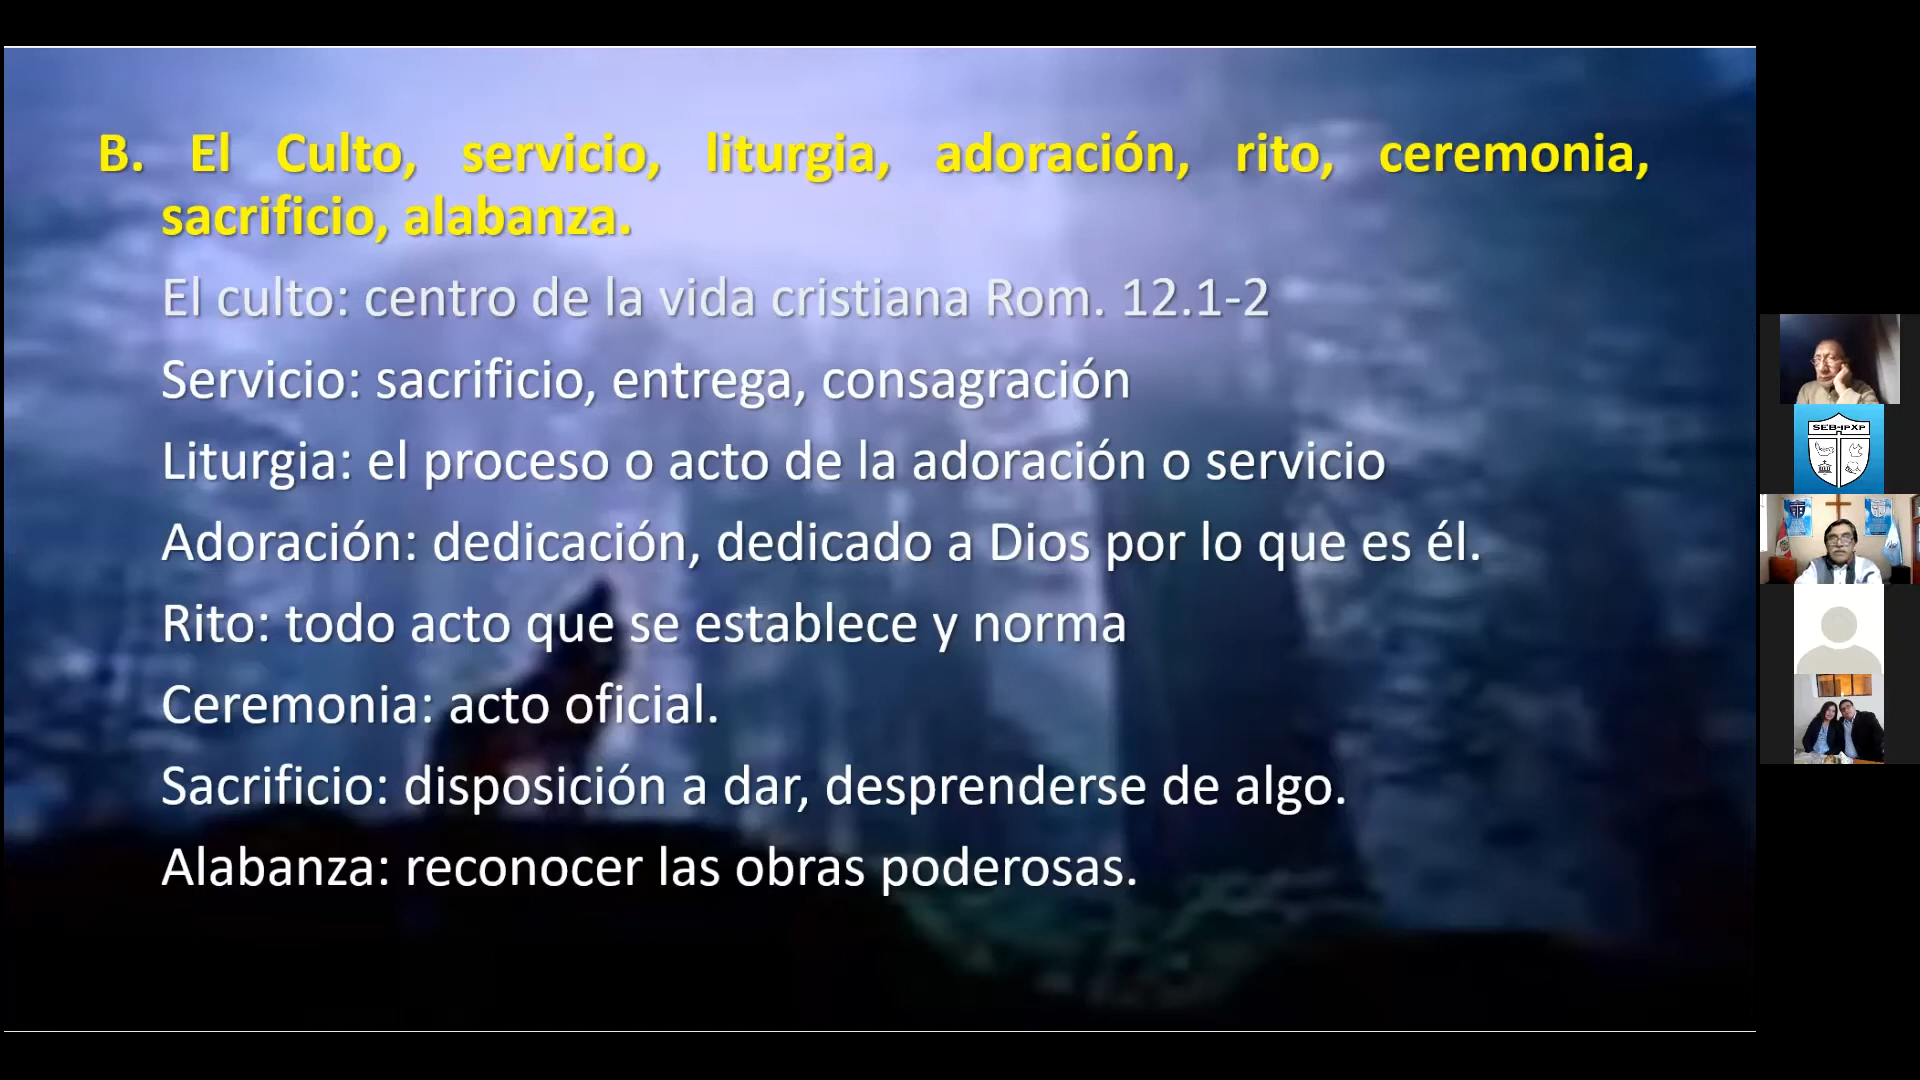 B. El Culto, servicio, liturgia, adoración, rito, ceremonia,
sacrificio, alabanza.
El culto: centro de la vida cristiana Rom. 12.1-2
Servicio: sacrificio, entrega, consagración
Liturgia: el proceso o acto de la adoración o servicio
Adoración: dedicación, dedicado a Dios por lo que es él.
Rito: todo acto que se establece y norma
Ceremonia: acto oficial.
Sacrificio: disposición a dar, desprenderse de algo.
Alabanza: reconocer las obras poderosas.
SEB-IPXP